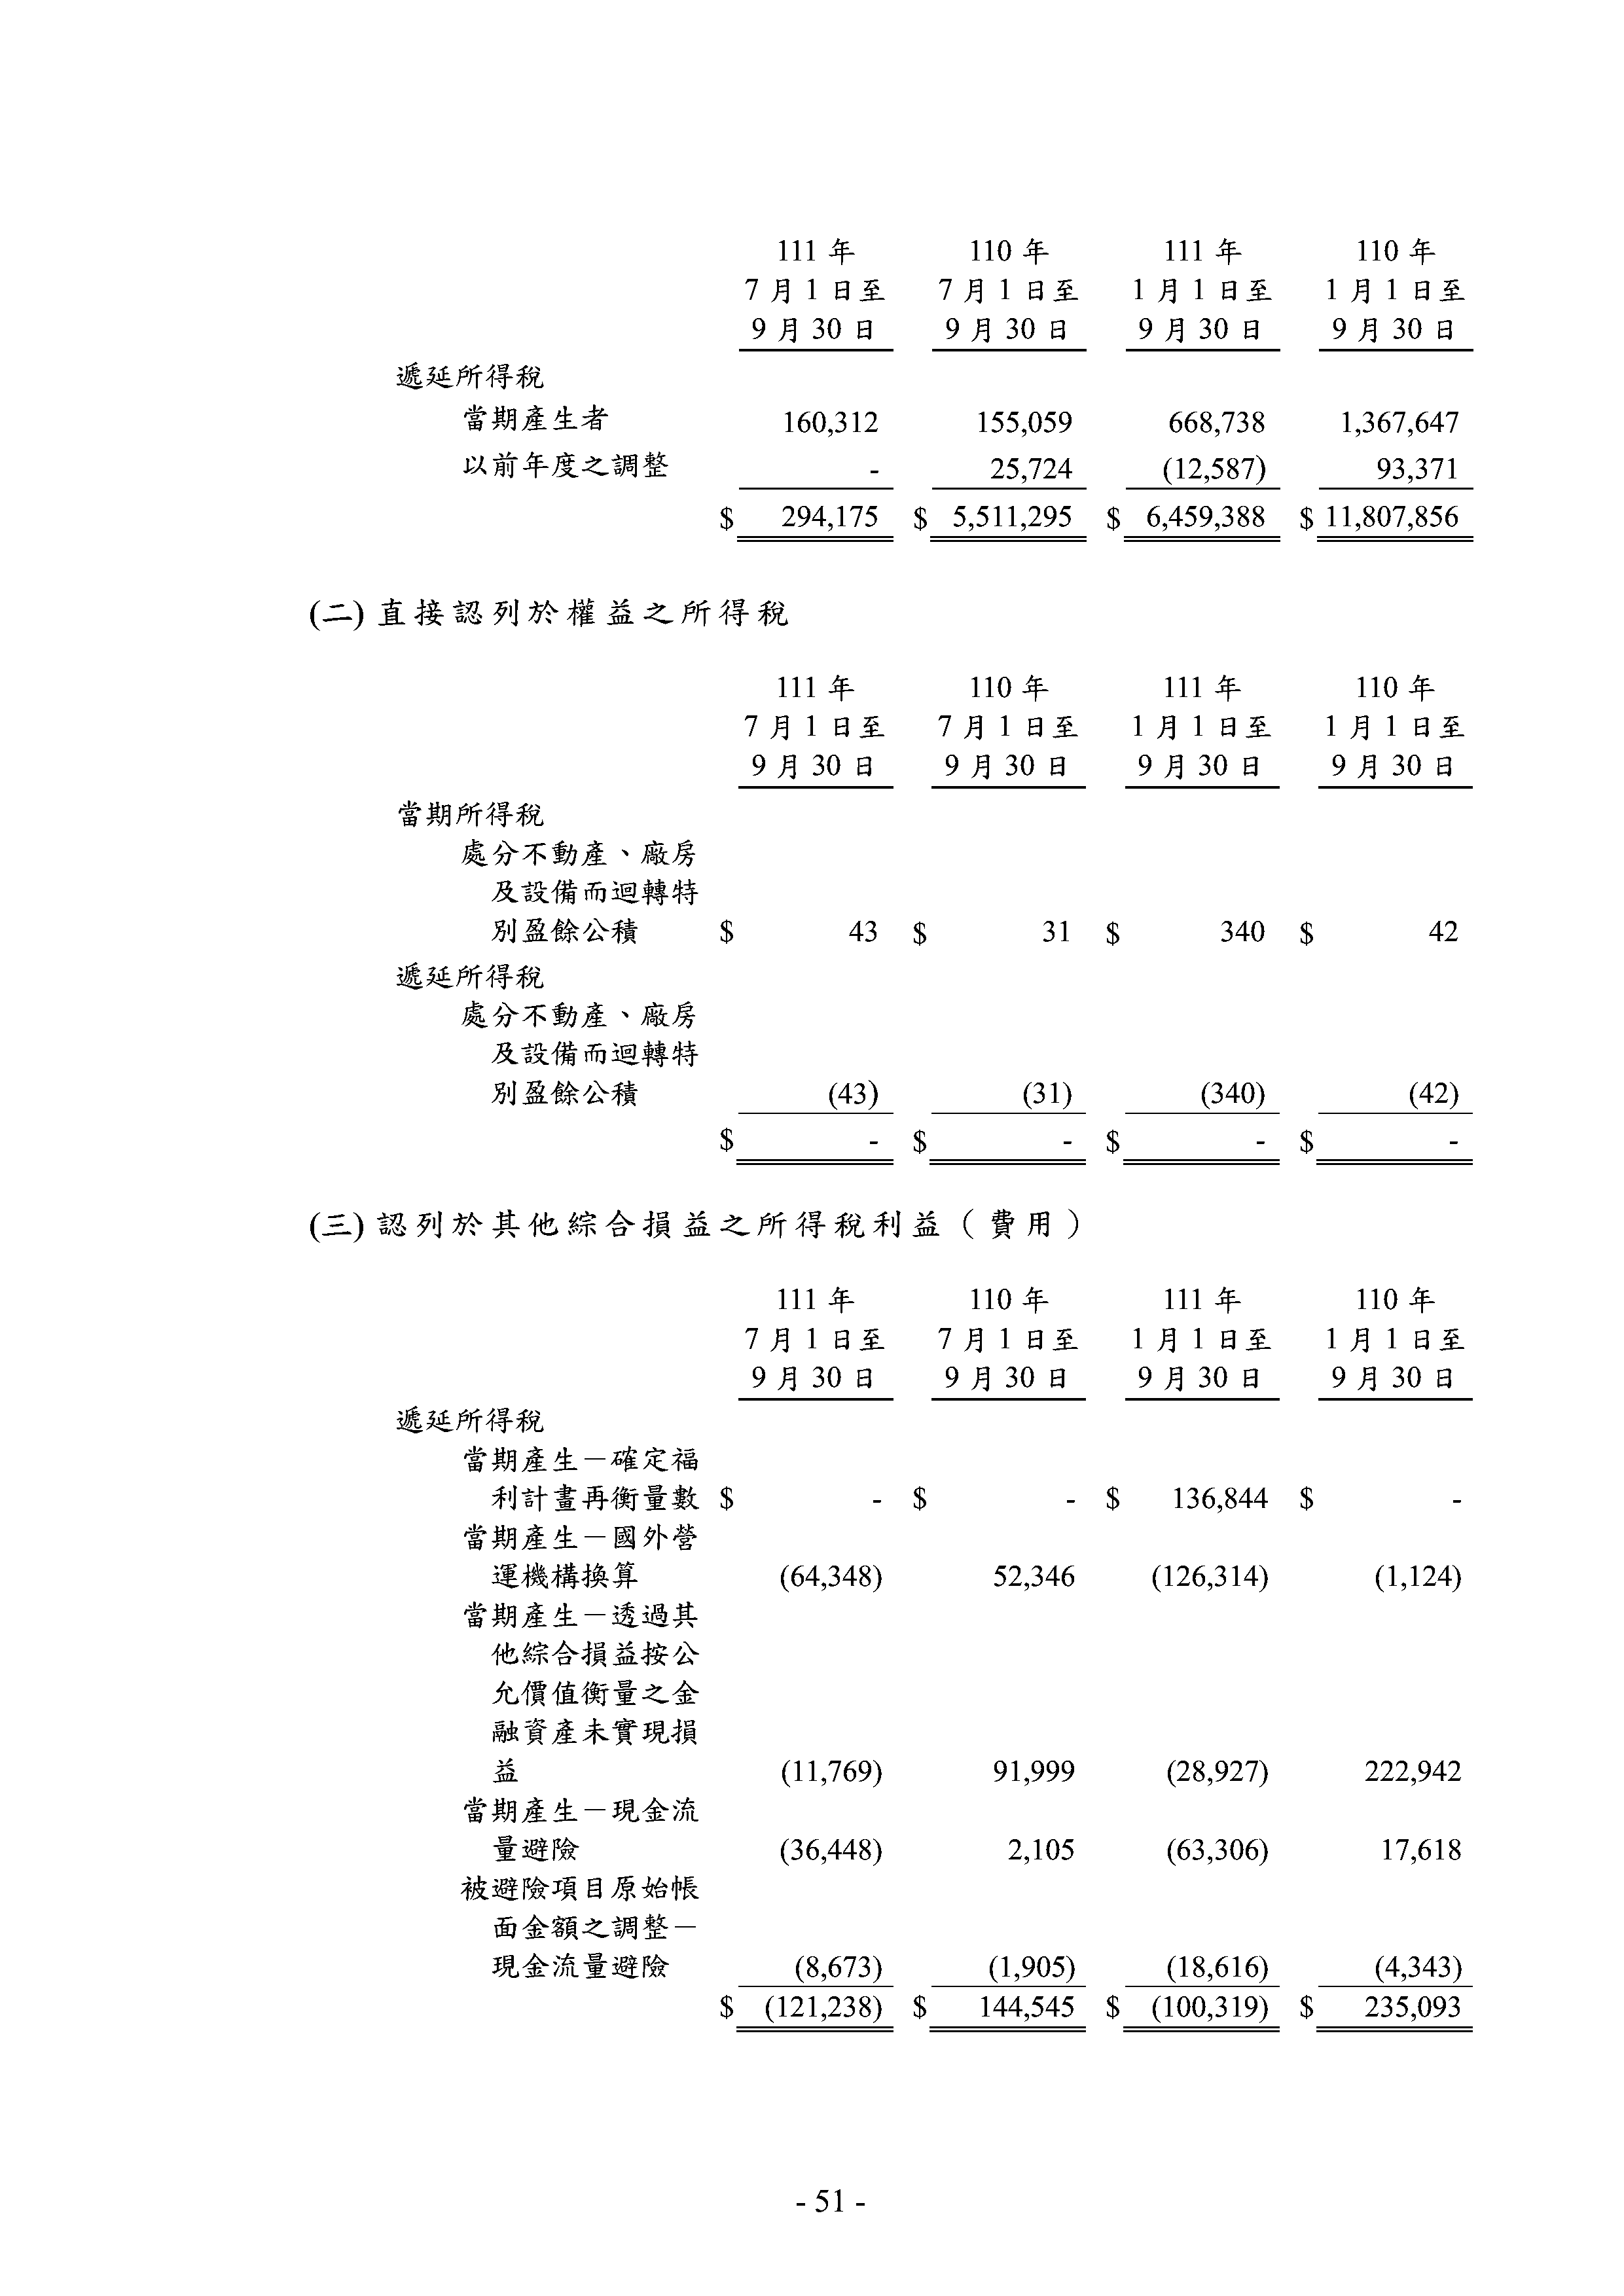 111 年 110 年 111 年 110 年
7 月 1 日至 7 月 1 日至 1 月 1 日至 1 月 1 日至
9 月 30 日 9 月 30 日 9 月 30 日 9 月 30 日
遞延所得稅
當期產生者 160,312 155,059 668,738 1,367,647
以前年度之調整 - 25,724 (12,587) 93,371
$ 294,175 $ 5,511,295 $ 6,459,388 $ 11,807,856
(二) 直接認列於權益之所得稅
111 年 110 年 111 年 110 年
7 月 1 日至 7 月 1 日至 1 月 1 日至 1 月 1 日至
9 月 30 日 9 月 30 日 9 月 30 日 9 月 30 日
當期所得稅
處分不動產、廠房
及設備而迴轉特
別盈餘公積 $ 43 $ 31 $ 340 $ 42
遞延所得稅
處分不動產、廠房
及設備而迴轉特
別盈餘公積 (43) (31) (340) (42)
$ - $ - $ - $ -
(三) 認列於其他綜合損益之所得稅利益（費用）
111 年 110 年 111 年 110 年
7 月 1 日至 7 月 1 日至 1 月 1 日至 1 月 1 日至
9 月 30 日 9 月 30 日 9 月 30 日 9 月 30 日
遞延所得稅
當期產生－確定福
利計畫再衡量數 $ - $ - $ 136,844 $ -
當期產生－國外營
運機構換算 (64,348) 52,346 (126,314) (1,124)
當期產生－透過其
他綜合損益按公
允價值衡量之金
融資產未實現損
益 (11,769) 91,999 (28,927) 222,942
當期產生－現金流
量避險 (36,448) 2,105 (63,306) 17,618
被避險項目原始帳
面金額之調整－
現金流量避險 (8,673) (1,905) (18,616) (4,343)
$ (121,238) $ 144,545 $ (100,319) $ 235,093
- 51 -